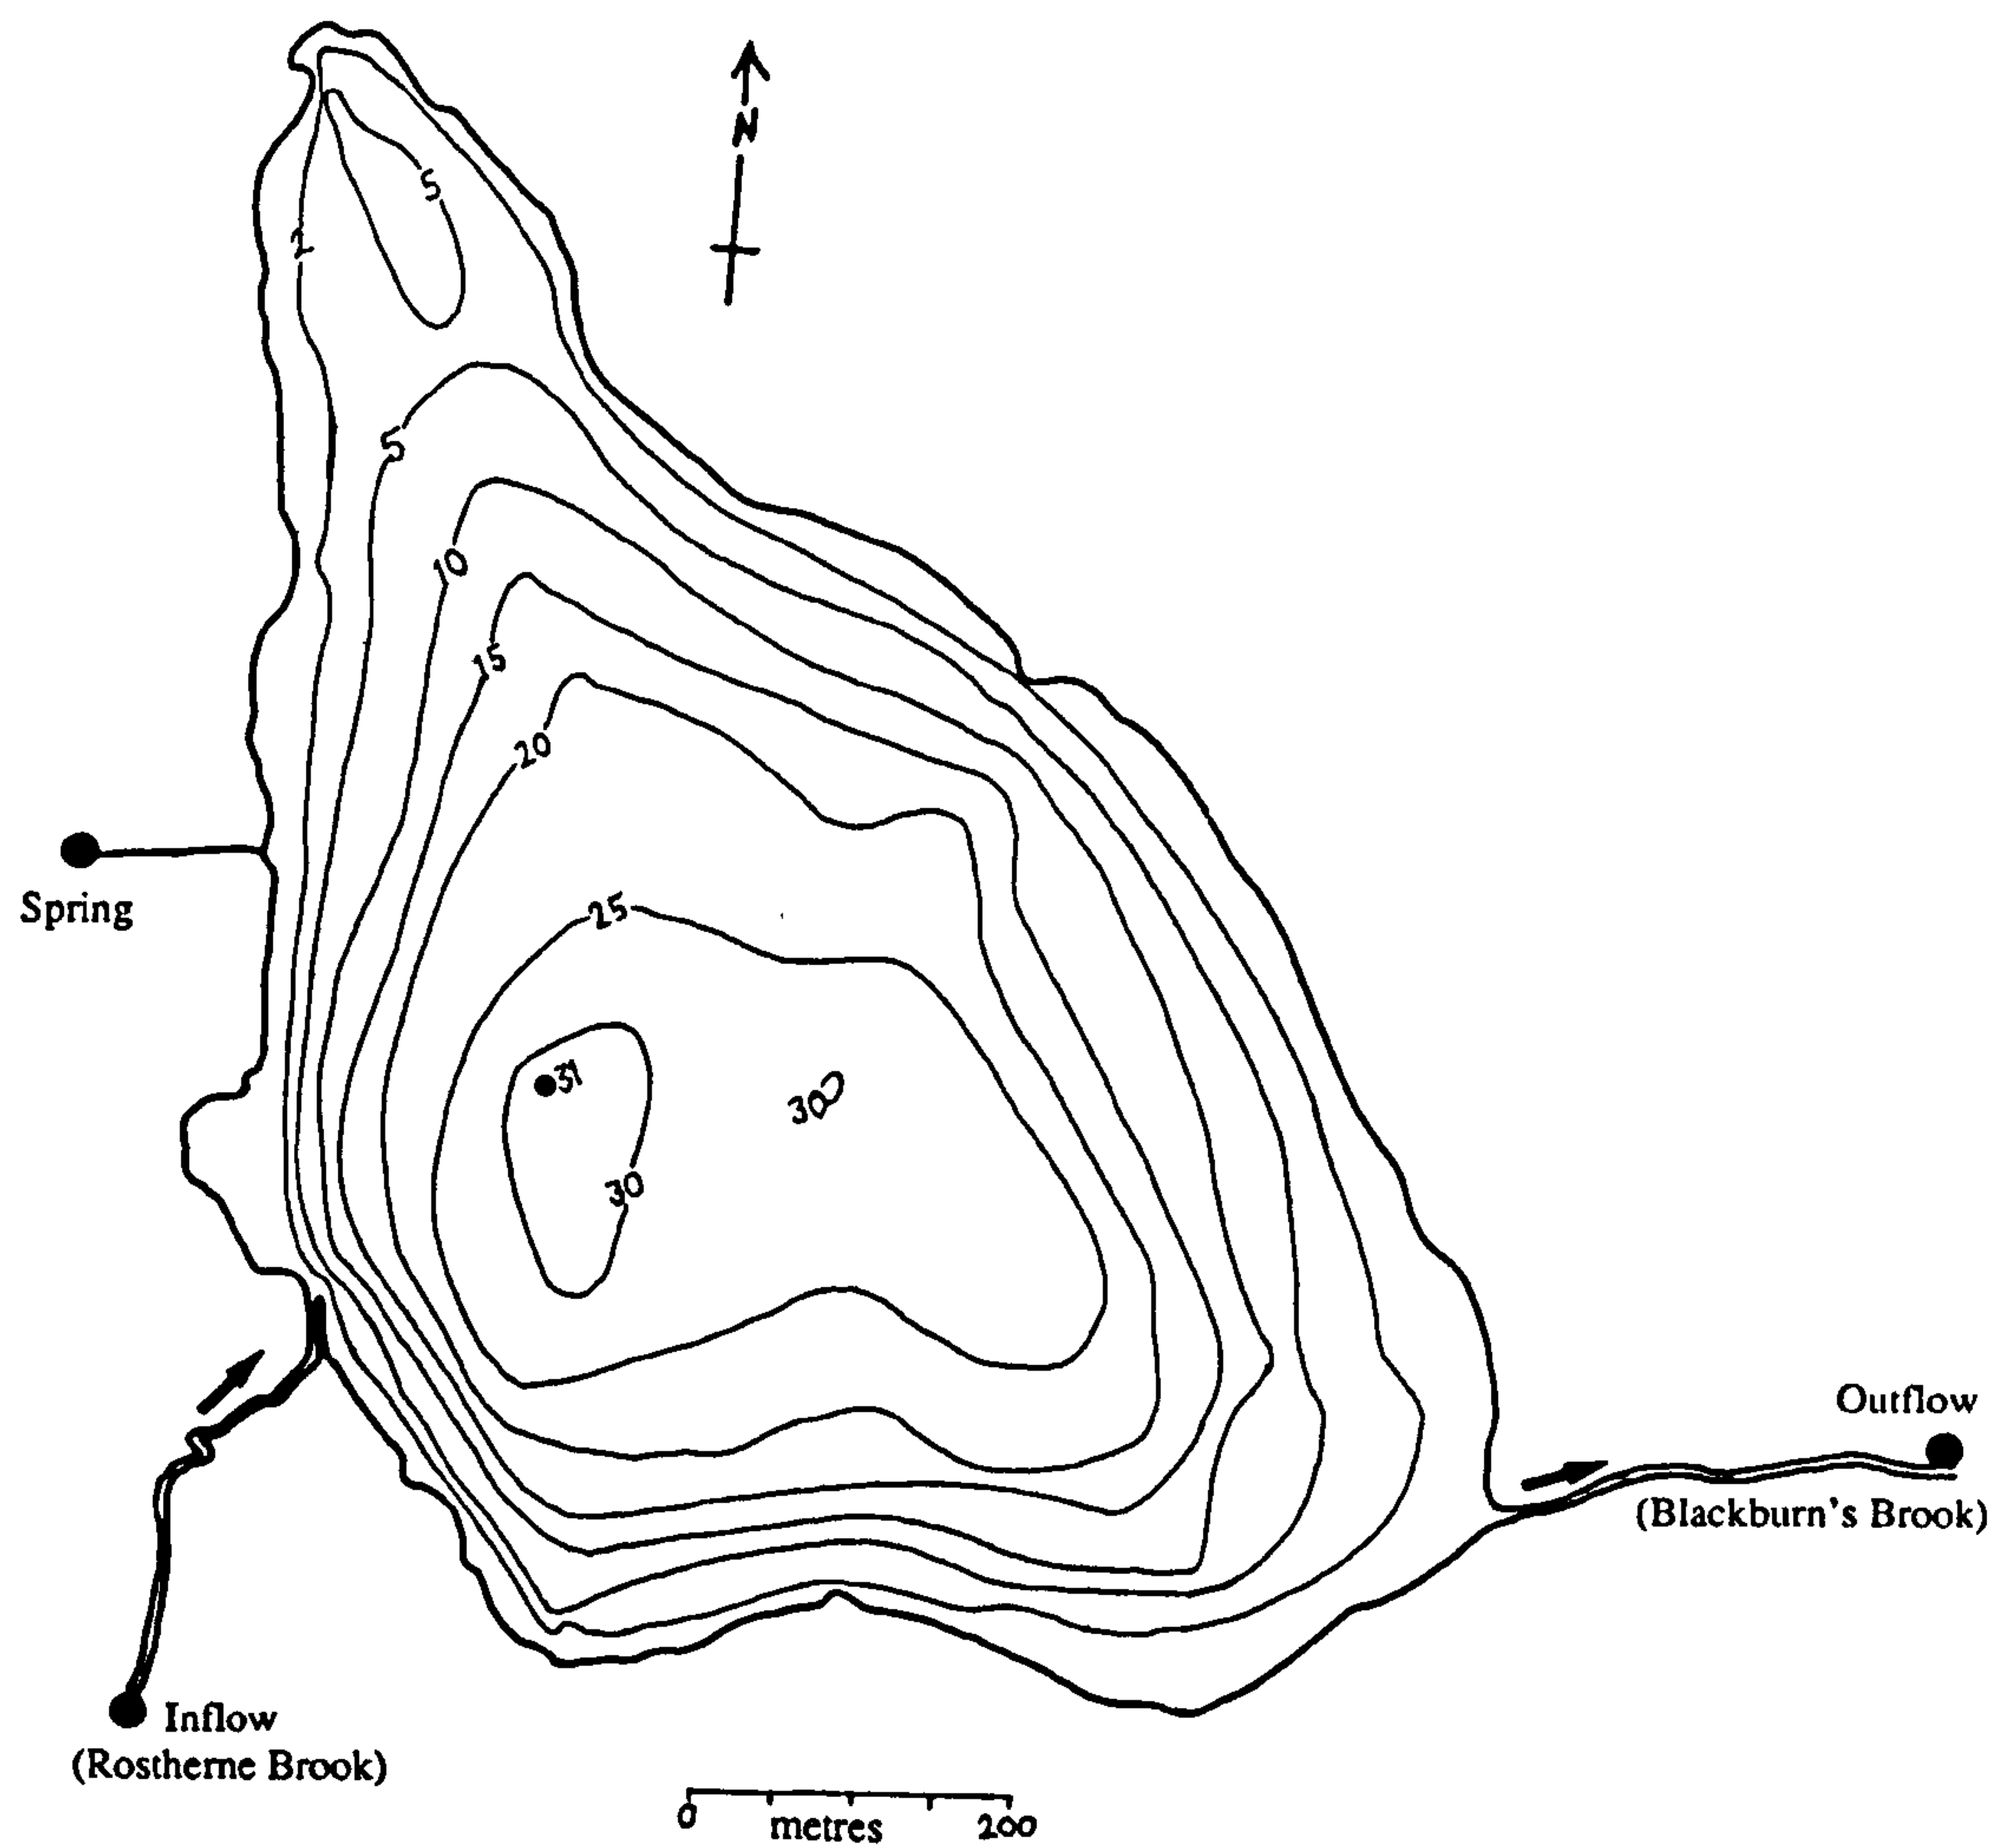 N
5
1
5
10
15
20
Spring
25
31
30
30
Outflow
(Blackburn's Brook)
Inflow
(Rostherne Brook)
0 metres 200